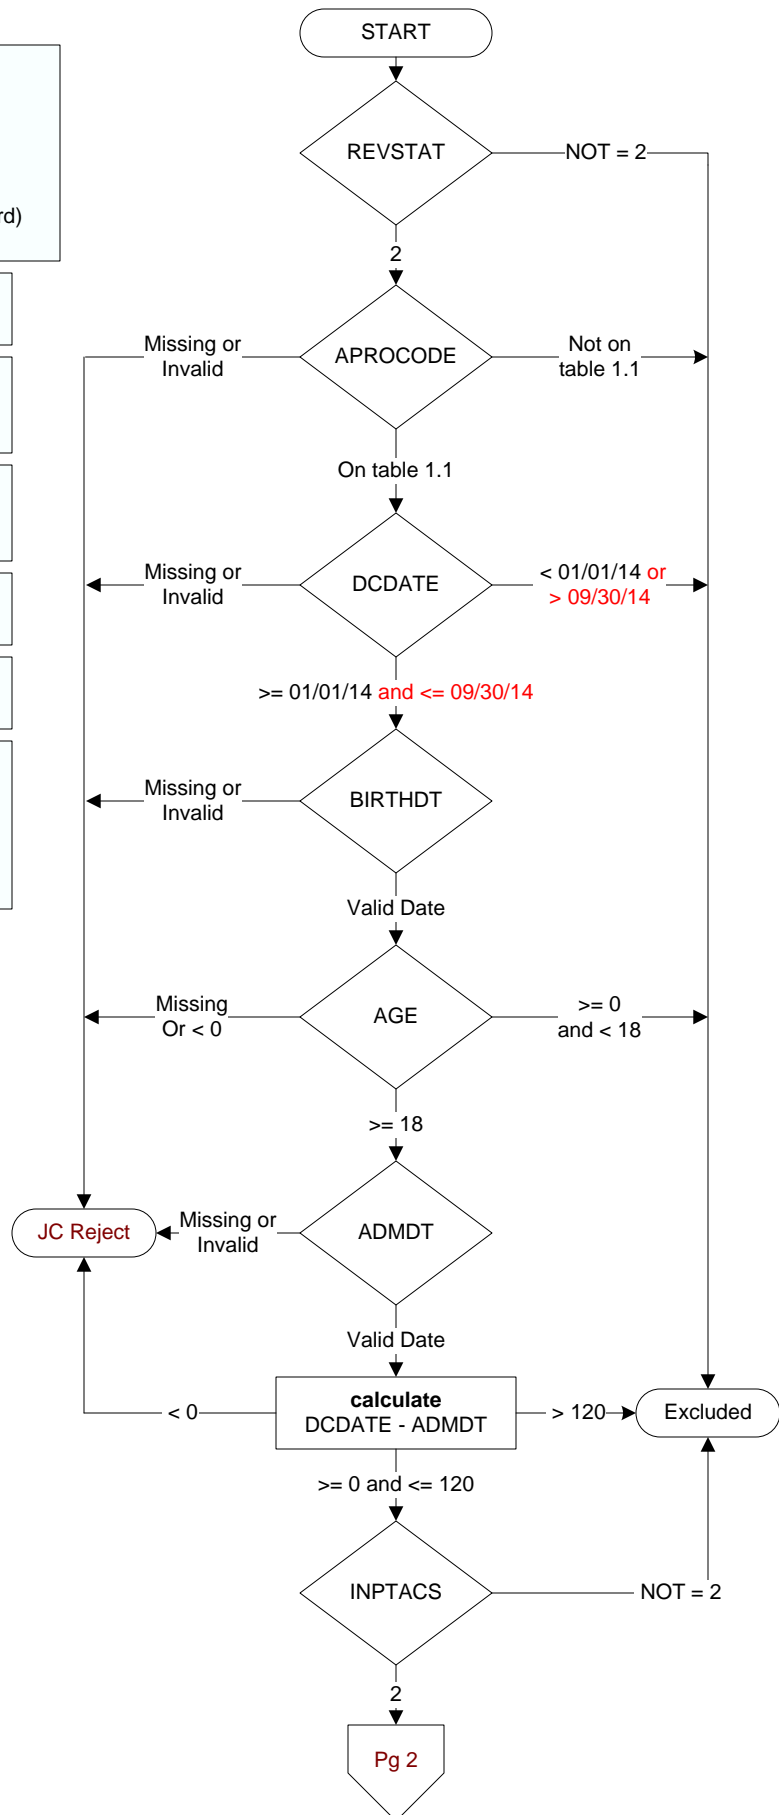 START
REVSTAT
NOT = 2
rd)
2
Missing or
Invalid
APROCODE
Not on
table 1.1
On table 1.1
Missing or
Invalid
DCDATE
< 01/01/14 or
> 09/30/14
>= 01/01/14 and <= 09/30/14
Missing or
Invalid
BIRTHDT
Valid Date
Missing
Or < 0
AGE
>= 0
and < 18
>= 18
JC Reject
Missing or
Invalid
ADMDT
Valid Date
< 0
calculate
DCDATE - ADMDT
> 120
Excluded
>= 0 and <= 120
INPTACS
NOT = 2
2
Pg 2